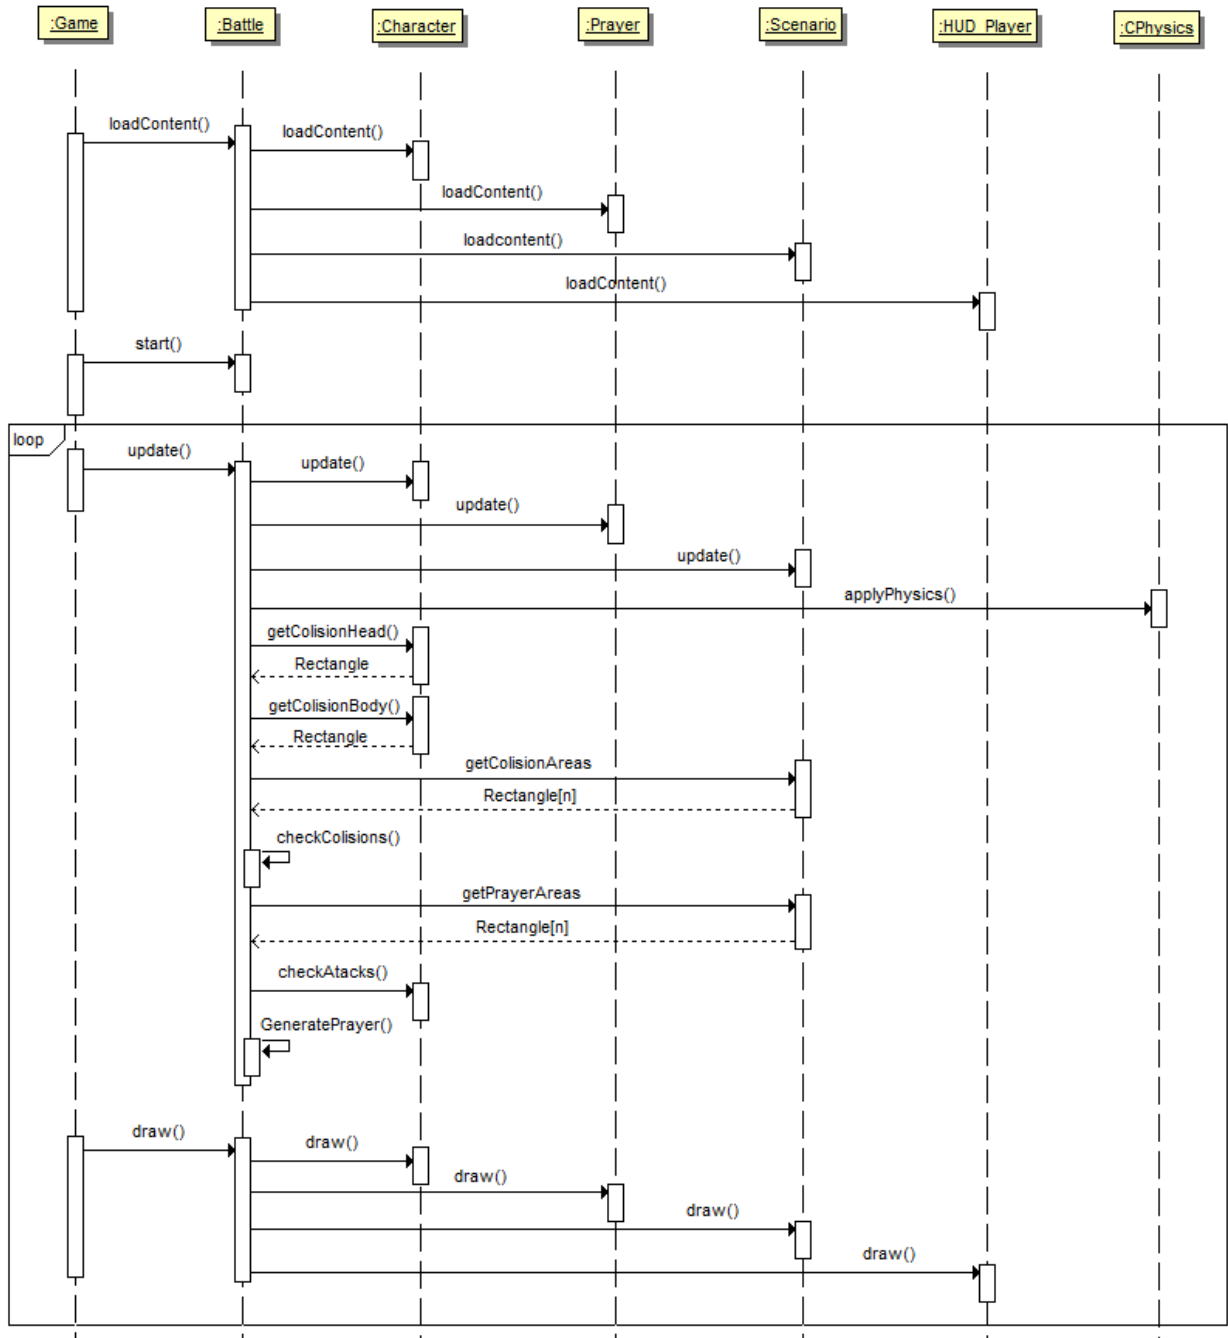 :Game :Battle :Character :Prayer :Scenario :HUD_Player :CPhysics
loadContent()
loadContent()
loadContent()
loadcontent()
loadContent()
start()
loop
update()
update()
update()
update()
applyPhysics()
getColisionHead()
Rectangle
getColisionBody()
Rectangle
getColisionAreas
Rectangle[n]
checkColisions()
getPrayerAreas
Rectangle[n]
checkAtacks()
GeneratePrayer()
draw()
draw()
draw()
draw()
draw()